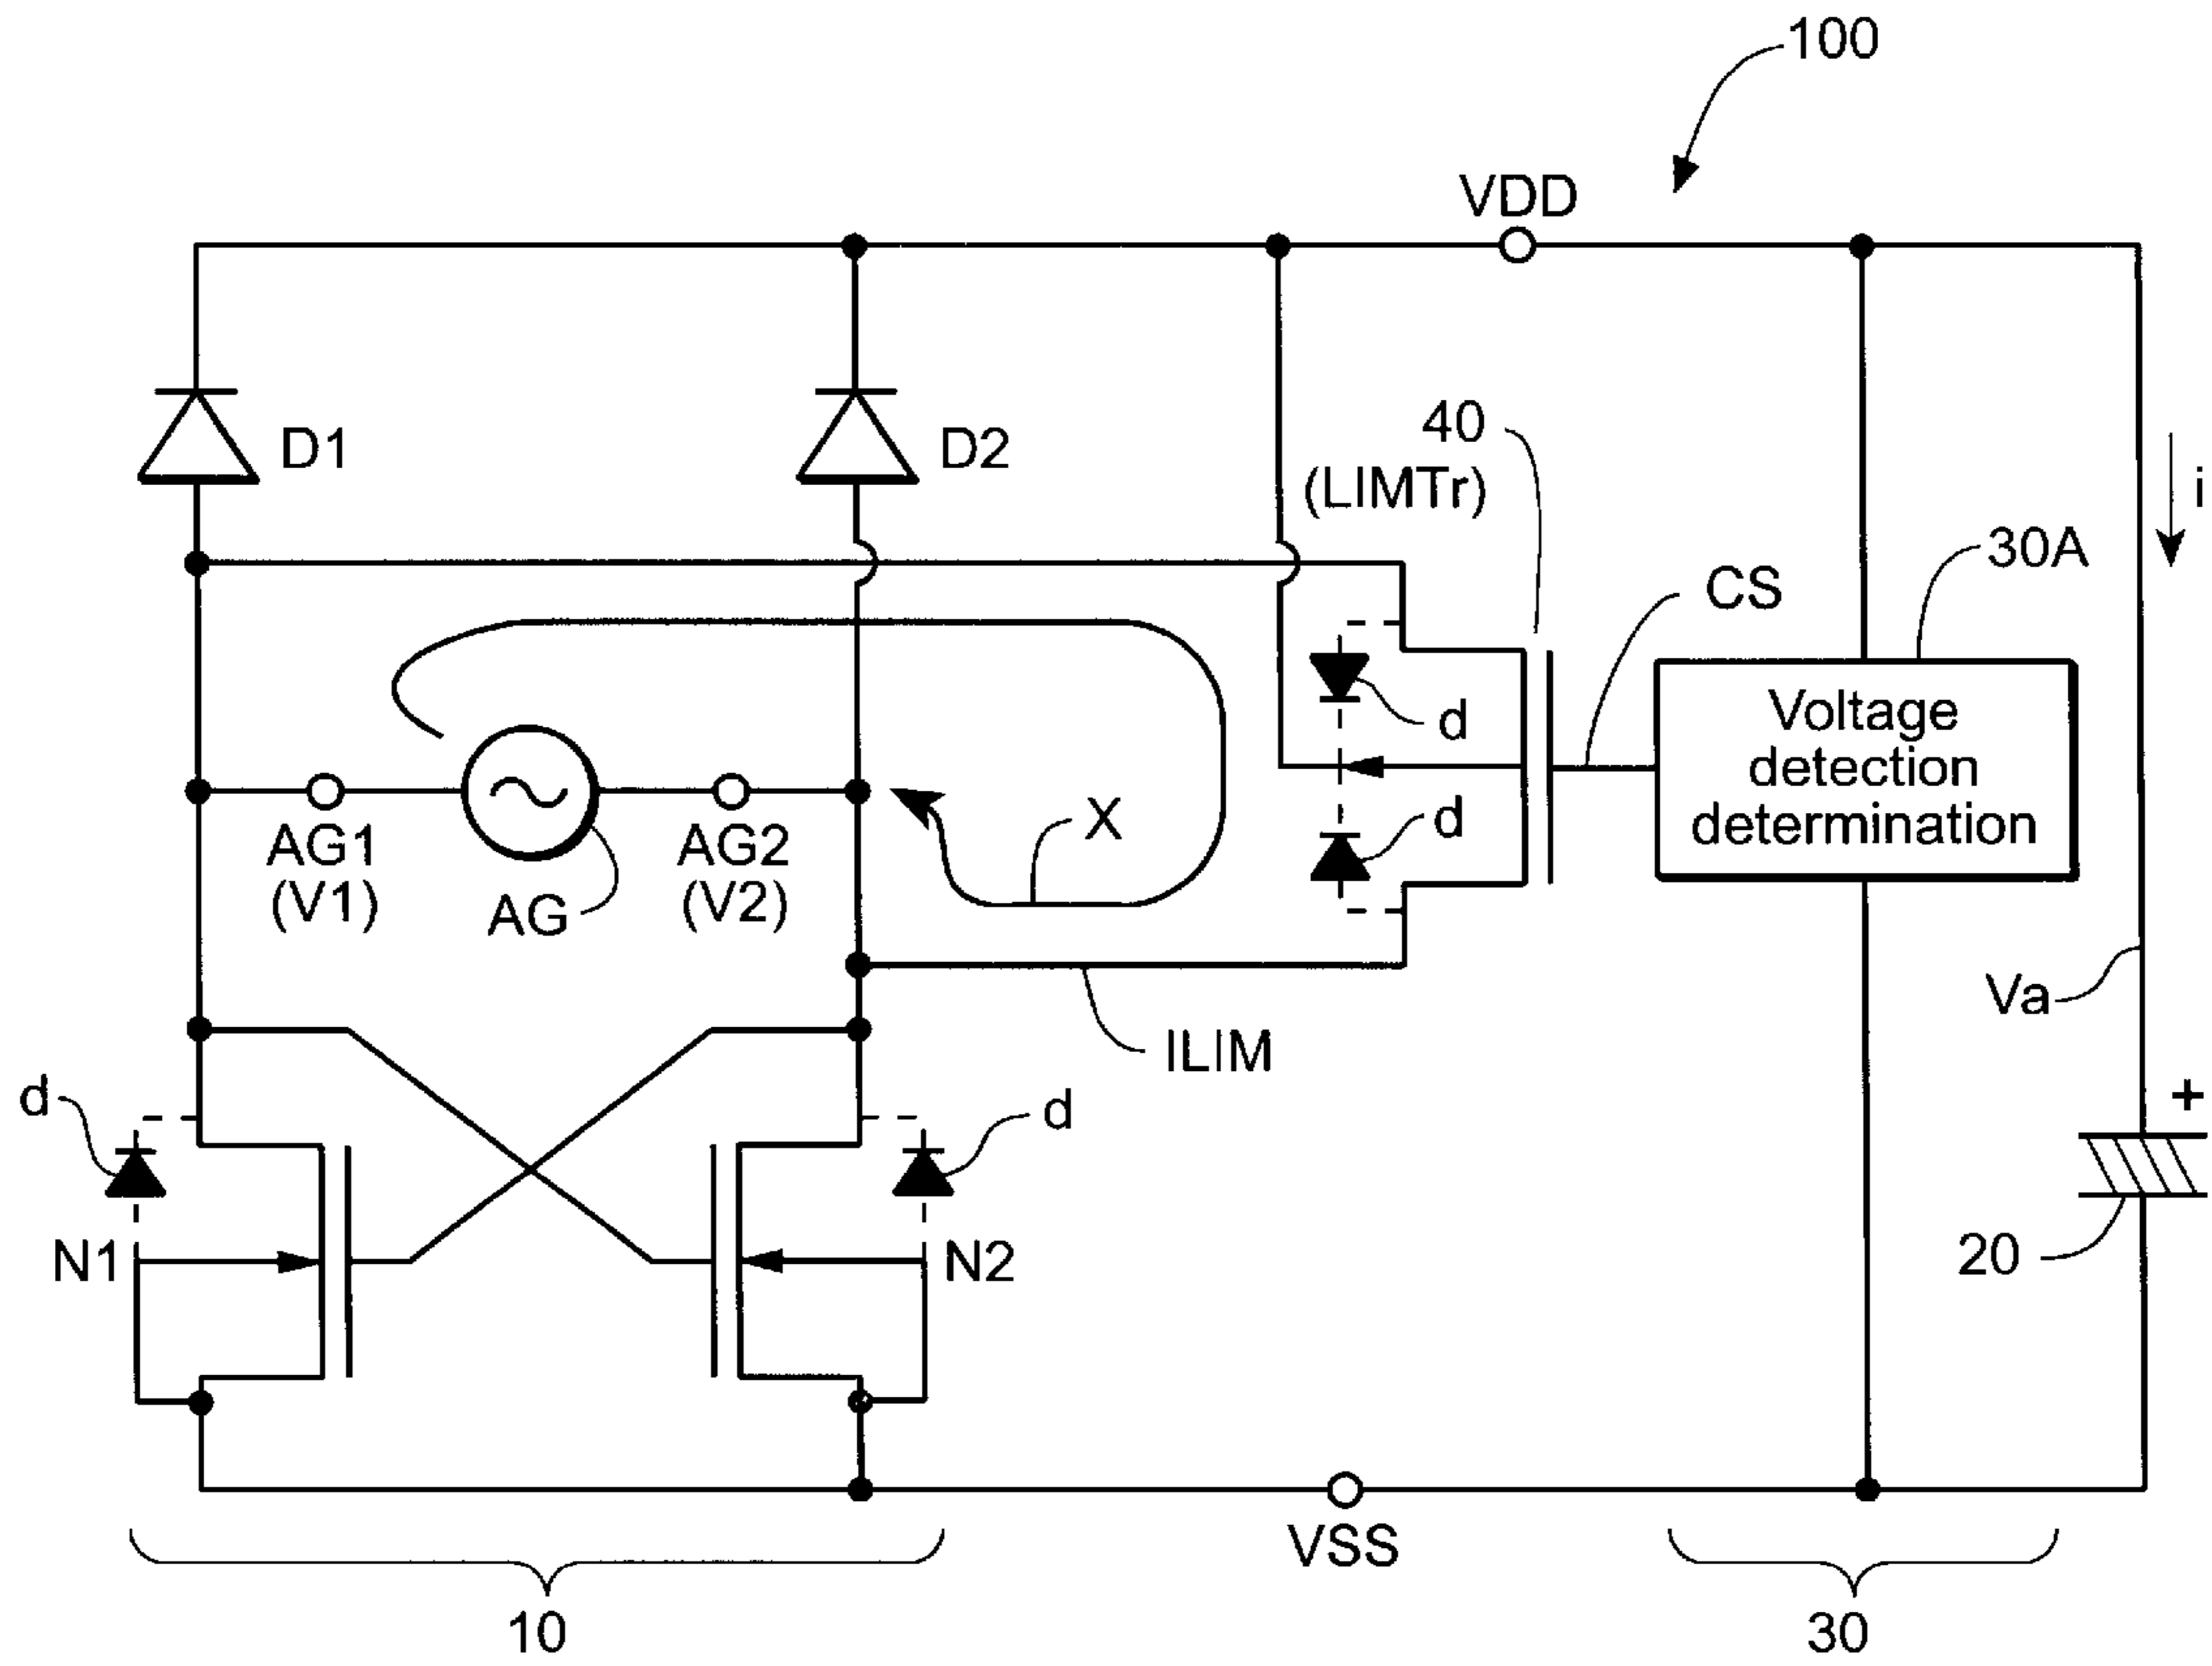 100
VDD
D1
D2
40
(LIMTr)
i
30A
CS
Voltage
detection
determination
d
d
X
AG1
(V1)
AG
AG2
(V2)
Va
ILIM
+
d
d
N1
N2
20
VSS
10
30